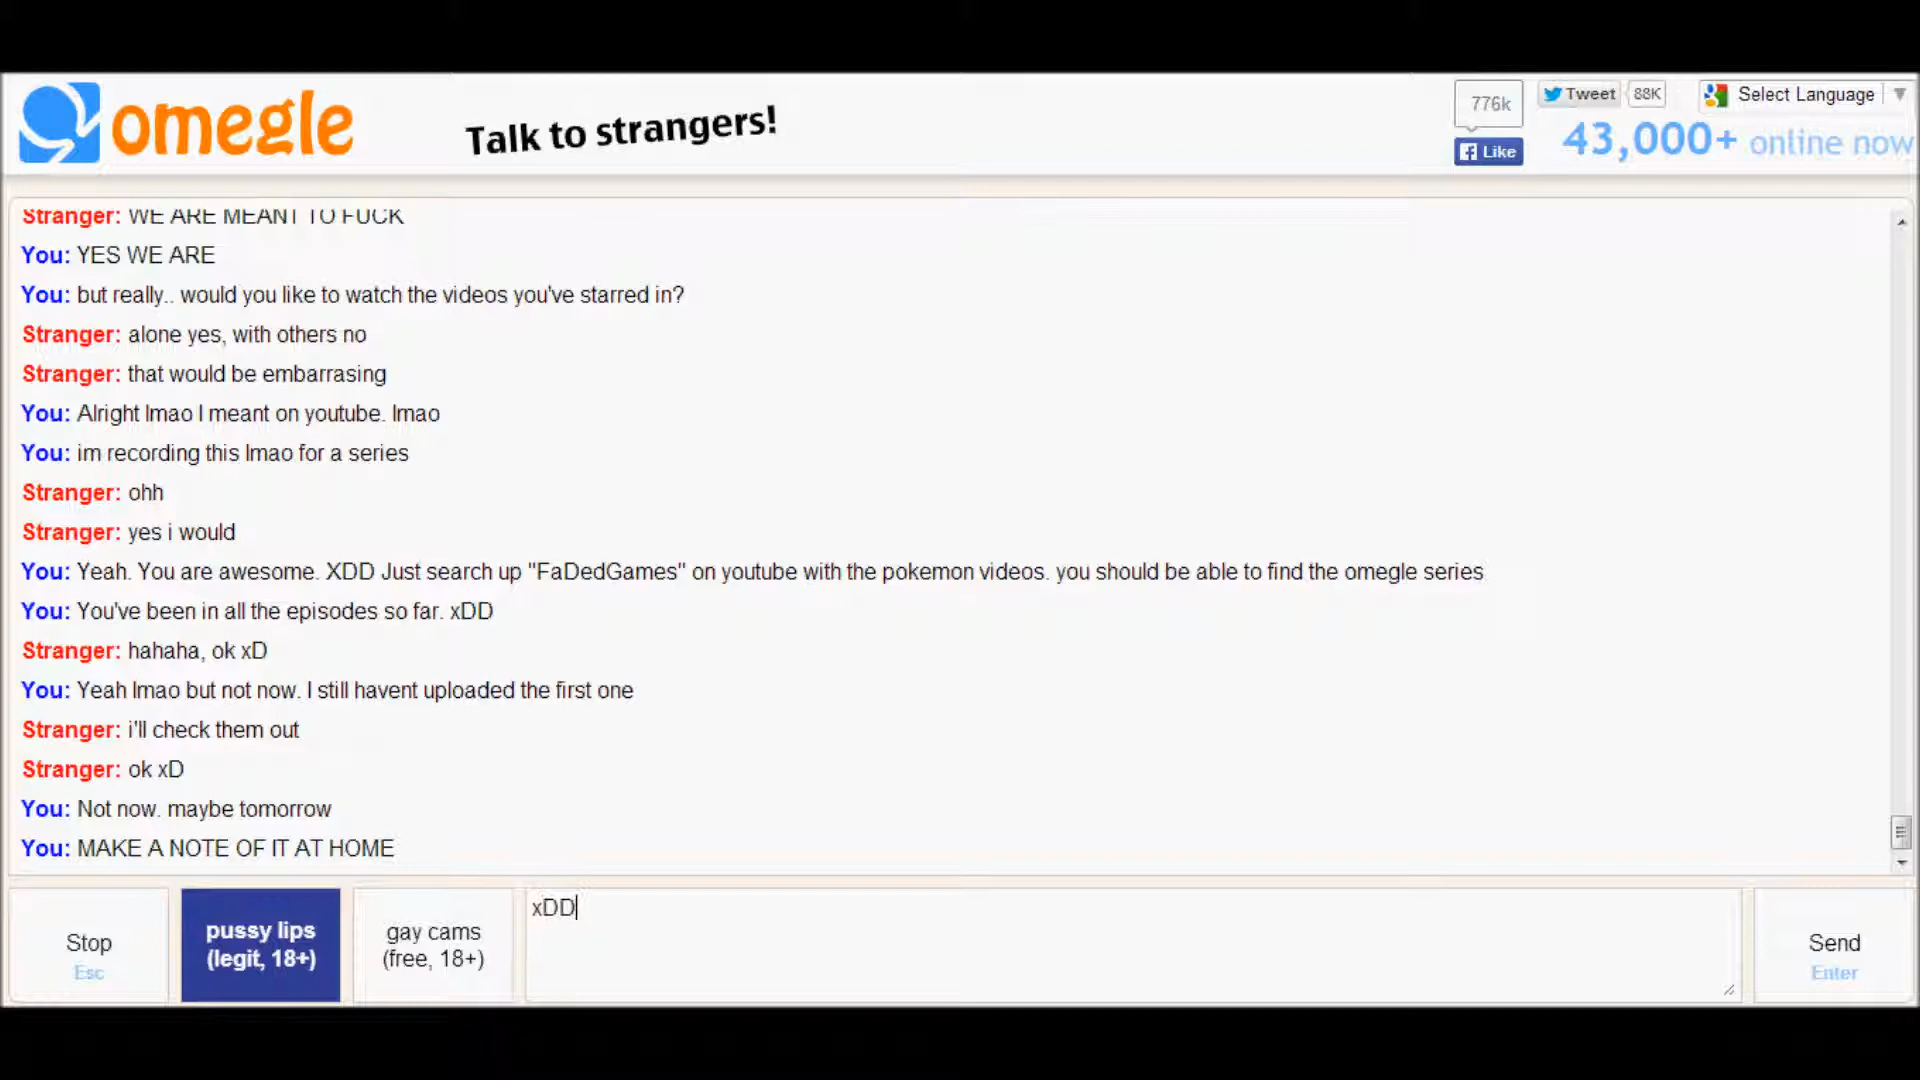 omegle
Talk to strangers!
776k
Like
Tweet
88K
Select Language
43,000+ online now
Stranger: WE ARE MEANT TO FUCK
You: YES WE ARE
You: but really.. would you like to watch the videos you've starred in?
Stranger: alone yes, with others no
Stranger: that would be embarrasing
You: Alright lmao I meant on youtube. lmao
You: im recording this lmao for a series
Stranger: ohh
Stranger: yes i would
You: Yeah. You are awesome. XDD Just search up "FaDedGames" on youtube with the pokemon videos. you should be able to find the omegle series
You: You've been in all the episodes so far. xDD
Stranger: hahaha, ok xD
You: Yeah lmao but not now. I still havent uploaded the first one
Stranger: i'll check them out
Stranger: ok xD
You: Not now. maybe tomorrow
You: MAKE A NOTE OF IT AT HOME
Stop
Esc
pussy lips
(legit, 18+)
gay cams
(free, 18+)
xDD
Send
Enter